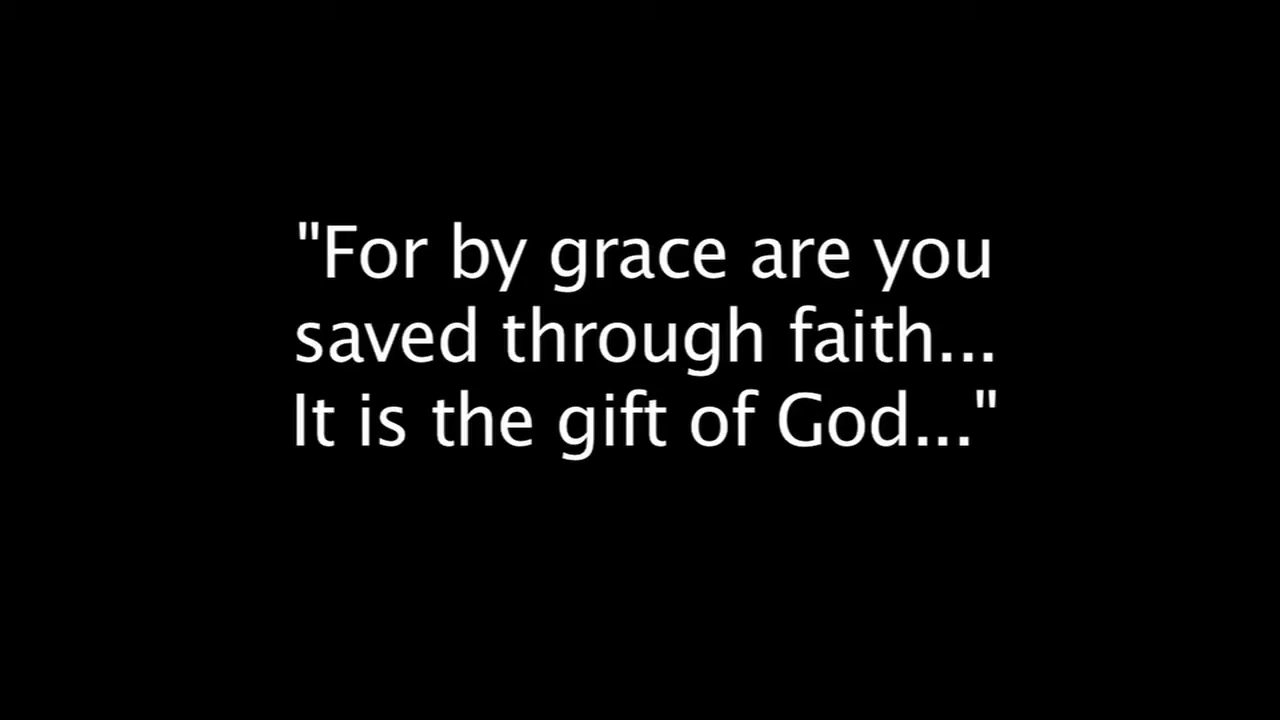 "For by grace are you
saved through faith...
It is the gift of God..."